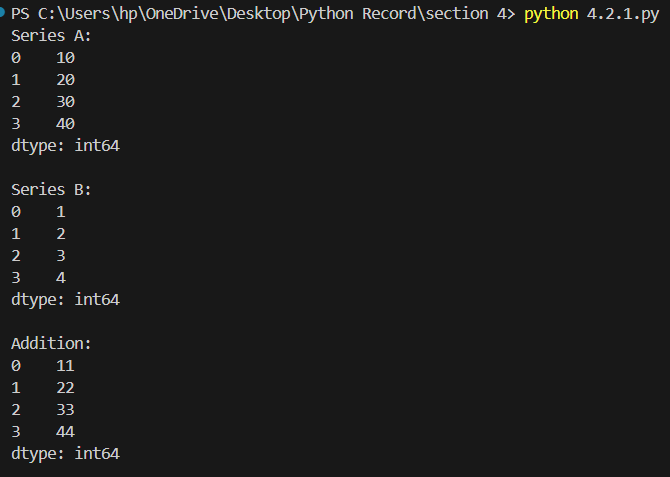 PS C:\Users\hp\OneDrive\Desktop\Python Record\section 4> python 4.2.1.py
Series A:
0    10
1    20
2    30
3    40
dtype: int64

Series B:
0    1
1    2
2    3
3    4
dtype: int64

Addition:
0    11
1    22
2    33
3    44
dtype: int64